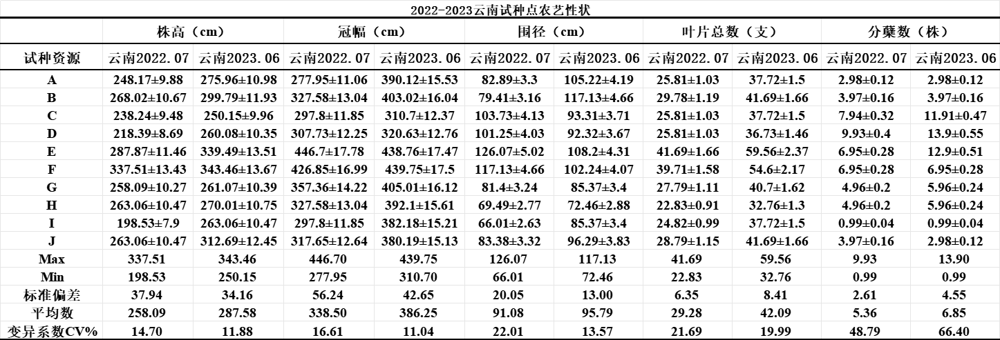 2022-2023云南试种点农艺性状
株高（cm） 冠幅（cm） 围径（cm） 叶片总数（支） 分蘖数（株）
试种资源 云南2022.07 云南2023.06 云南2022.07 云南2023.06 云南2022.07 云南2023.06 云南2022.07 云南2023.06 云南2022.07 云南2023.06
A 248.17±9.88 275.96±10.98 277.95±11.06 390.12±15.53 82.89±3.3 105.22±4.19 25.81±1.03 37.72±1.5 2.98±0.12 2.98±0.12
B 268.02±10.67 299.79±11.93 327.58±13.04 403.02±16.04 79.41±3.16 117.13±4.66 29.78±1.19 41.69±1.66 3.97±0.16 3.97±0.16
C 238.24±9.48 250.15±9.96 297.8±11.85 310.7±12.37 103.73±4.13 93.31±3.71 25.81±1.03 37.72±1.5 7.94±0.32 11.91±0.47
D 218.39±8.69 260.08±10.35 307.73±12.25 320.63±12.76 101.25±4.03 92.32±3.67 25.81±1.03 36.73±1.46 9.93±0.4 13.9±0.55
E 287.87±11.46 339.49±13.51 446.7±17.78 438.76±17.47 126.07±5.02 108.2±4.31 41.69±1.66 59.56±2.37 6.95±0.28 12.9±0.51
F 337.51±13.43 343.46±13.67 426.85±16.99 439.75±17.5 117.13±4.66 102.24±4.07 39.71±1.58 54.6±2.17 6.95±0.28 6.95±0.28
G 258.09±10.27 261.07±10.39 357.36±14.22 405.01±16.12 81.4±3.24 85.37±3.4 27.79±1.11 40.7±1.62 4.96±0.2 5.96±0.24
H 263.06±10.47 270.01±10.75 327.58±13.04 392.1±15.61 69.49±2.77 72.46±2.88 22.83±0.91 32.76±1.3 4.96±0.2 5.96±0.24
I 198.53±7.9 263.06±10.47 297.8±11.85 382.18±15.21 66.01±2.63 85.37±3.4 24.82±0.99 37.72±1.5 0.99±0.04 0.99±0.04
J 263.06±10.47 312.69±12.45 317.65±12.64 380.19±15.13 83.38±3.32 96.29±3.83 28.79±1.15 41.69±1.66 3.97±0.16 2.98±0.12
Max 337.51 343.46 446.70 439.75 126.07 117.13 41.69 59.56 9.93 13.90
Min 198.53 250.15 277.95 310.70 66.01 72.46 22.83 32.76 0.99 0.99
标准偏差 37.94 34.16 56.24 42.65 20.05 13.00 6.35 8.41 2.61 4.55
平均数 258.09 287.58 338.50 386.25 91.08 95.79 29.28 42.09 5.36 6.85
变异系数CV% 14.70 11.88 16.61 11.04 22.01 13.57 21.69 19.99 48.79 66.40